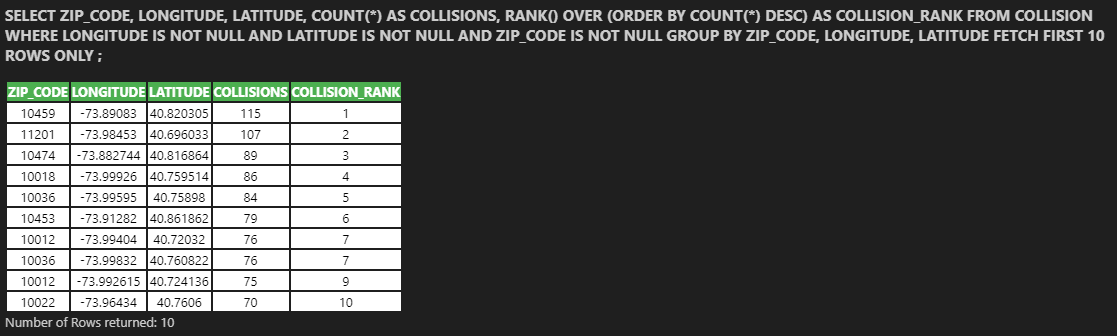 SELECT ZIP_CODE, LONGITUDE, LATITUDE, COUNT(*) AS COLLISIONS, RANK() OVER (ORDER BY COUNT(*) DESC) AS COLLISION_RANK FROM COLLISION
WHERE LONGITUDE IS NOT NULL AND LATITUDE IS NOT NULL AND ZIP_CODE IS NOT NULL GROUP BY ZIP_CODE, LONGITUDE, LATITUDE FETCH FIRST 10
ROWS ONLY ;
ZIP_CODE LONGITUDE LATITUDE COLLISIONS COLLISION_RANK
10459 -73.89083 40.820305 115 1
11201 -73.98453 40.696033 107 2
10474 -73.882744 40.816864 89 3
10018 -73.99926 40.759514 86 4
10036 -73.99595 40.75898 84 5
10453 -73.91282 40.861862 79 6
10012 -73.99404 40.72032 76 7
10036 -73.99832 40.760822 76 7
10012 -73.992615 40.724136 75 9
10022 -73.96434 40.7606 70 10
Number of Rows returned: 10